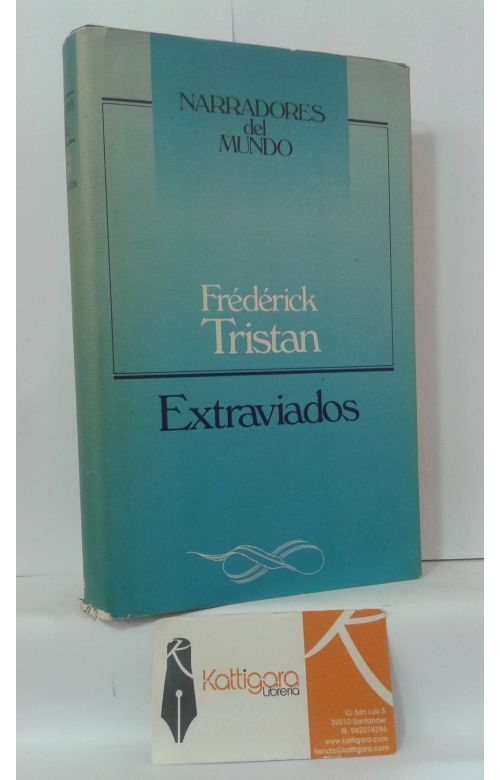 NARRADORES
del
MUNDO
Frédérick
Tristan
Extraviados
Kattigara
Librería
C/ San Luis 5
39010 Santander
tlf: 942074286
www.kattigara.com
tienda@kattigara.com